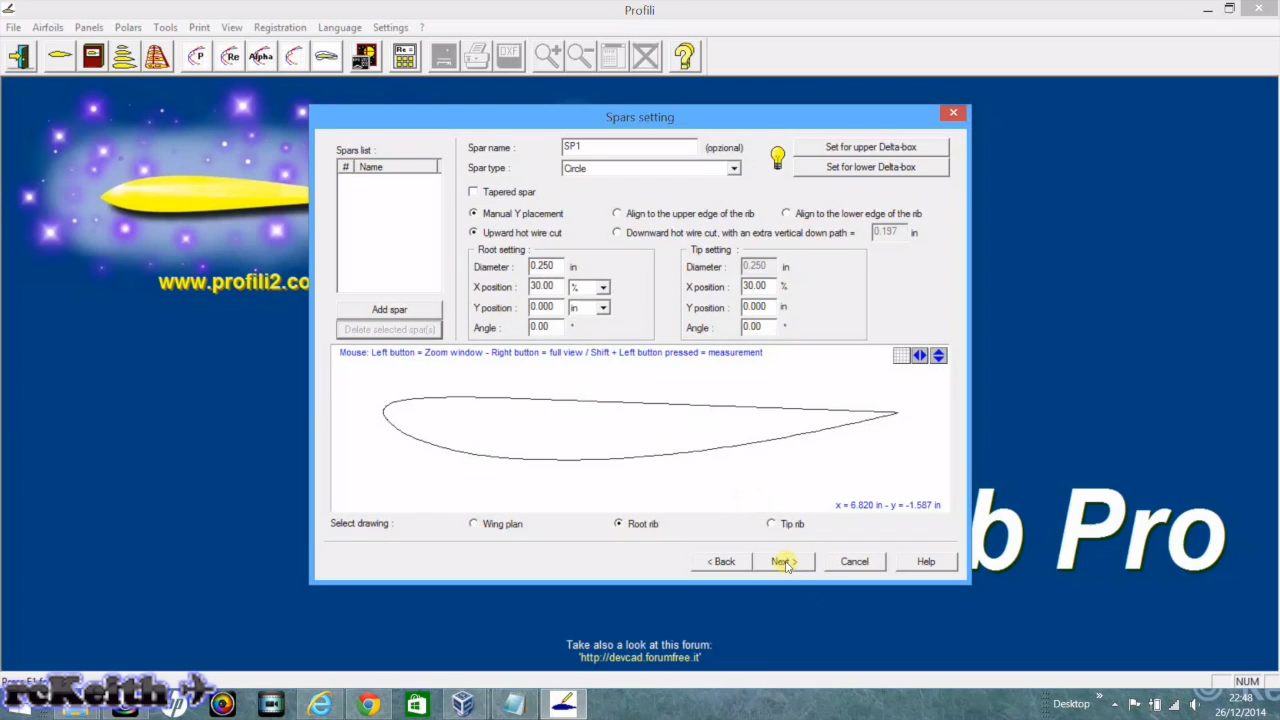 Profili
File Airfoils Panels Polars Tools Print View Registration Language Settings ?
P Re Alpha C Re = DXF
www.profili2.co
b Pro
Spars setting
Spars list :
# Name
Add spar
Delete selected spar(s)
Spar name : SP1 (opzional)
Spar type : Circle
Set for upper Delta-box
Set for lower Delta-box
Tapered spar
Manual Y placement Align to the upper edge of the rib Align to the lower edge of the rib
Upward hot wire cut Downward hot wire cut, with an extra vertical down path = 0.197 in
Root setting :
Diameter : 0.250 in
X position : 30.00 %
Y position : 0.000 in
Angle : 0.00 °
Tip setting :
Diameter : 0.250 in
X position : 30.00 %
Y position : 0.000 in
Angle : 0.00 °
Mouse: Left button = Zoom window - Right button = full view / Shift + Left button pressed = measurement
x = 6.820 in - y = -1.587 in
Select drawing : Wing plan Root rib Tip rib
< Back Next > Cancel Help
Take also a look at this forum:
'http://devcad.forumfree.it'
NUM
rcKeith
Desktop
22:48
26/12/2014